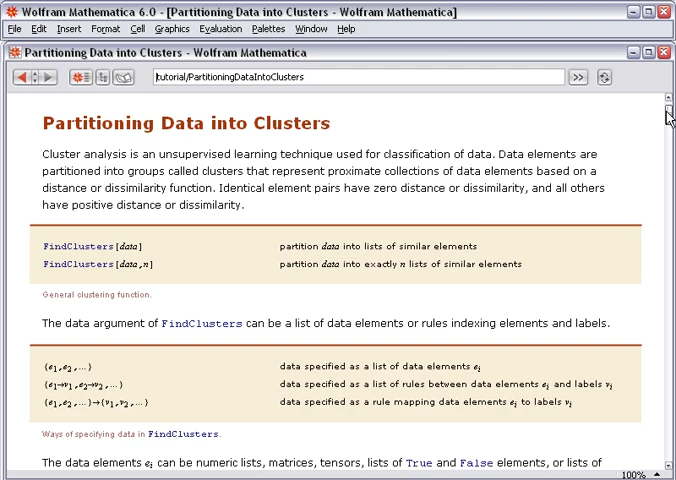 Wolfram Mathematica 6.0 - [Partitioning Data into Clusters - Wolfram Mathematica]
File Edit Insert Format Cell Graphics Evaluation Palettes Window Help
Partitioning Data into Clusters - Wolfram Mathematica
tutorial/PartitioningDataIntoClusters >>
Partitioning Data into Clusters
Cluster analysis is an unsupervised learning technique used for classification of data. Data elements are
partitioned into groups called clusters that represent proximate collections of data elements based on a
distance or dissimilarity function. Identical element pairs have zero distance or dissimilarity, and all others
have positive distance or dissimilarity.
FindClusters[data] partition data into lists of similar elements
FindClusters[data,n] partition data into exactly n lists of similar elements
General clustering function.
The data argument of FindClusters can be a list of data elements or rules indexing elements and labels.
{e₁,e₂,…} data specified as a list of data elements eᵢ
{e₁→v₁,e₂→v₂,…} data specified as a list of rules between data elements eᵢ and labels vᵢ
{e₁,e₂,…}→{v₁,v₂,…} data specified as a rule mapping data elements eᵢ to labels vᵢ
Ways of specifying data in FindClusters.
The data elements eᵢ can be numeric lists, matrices, tensors, lists of True and False elements, or lists of
100%